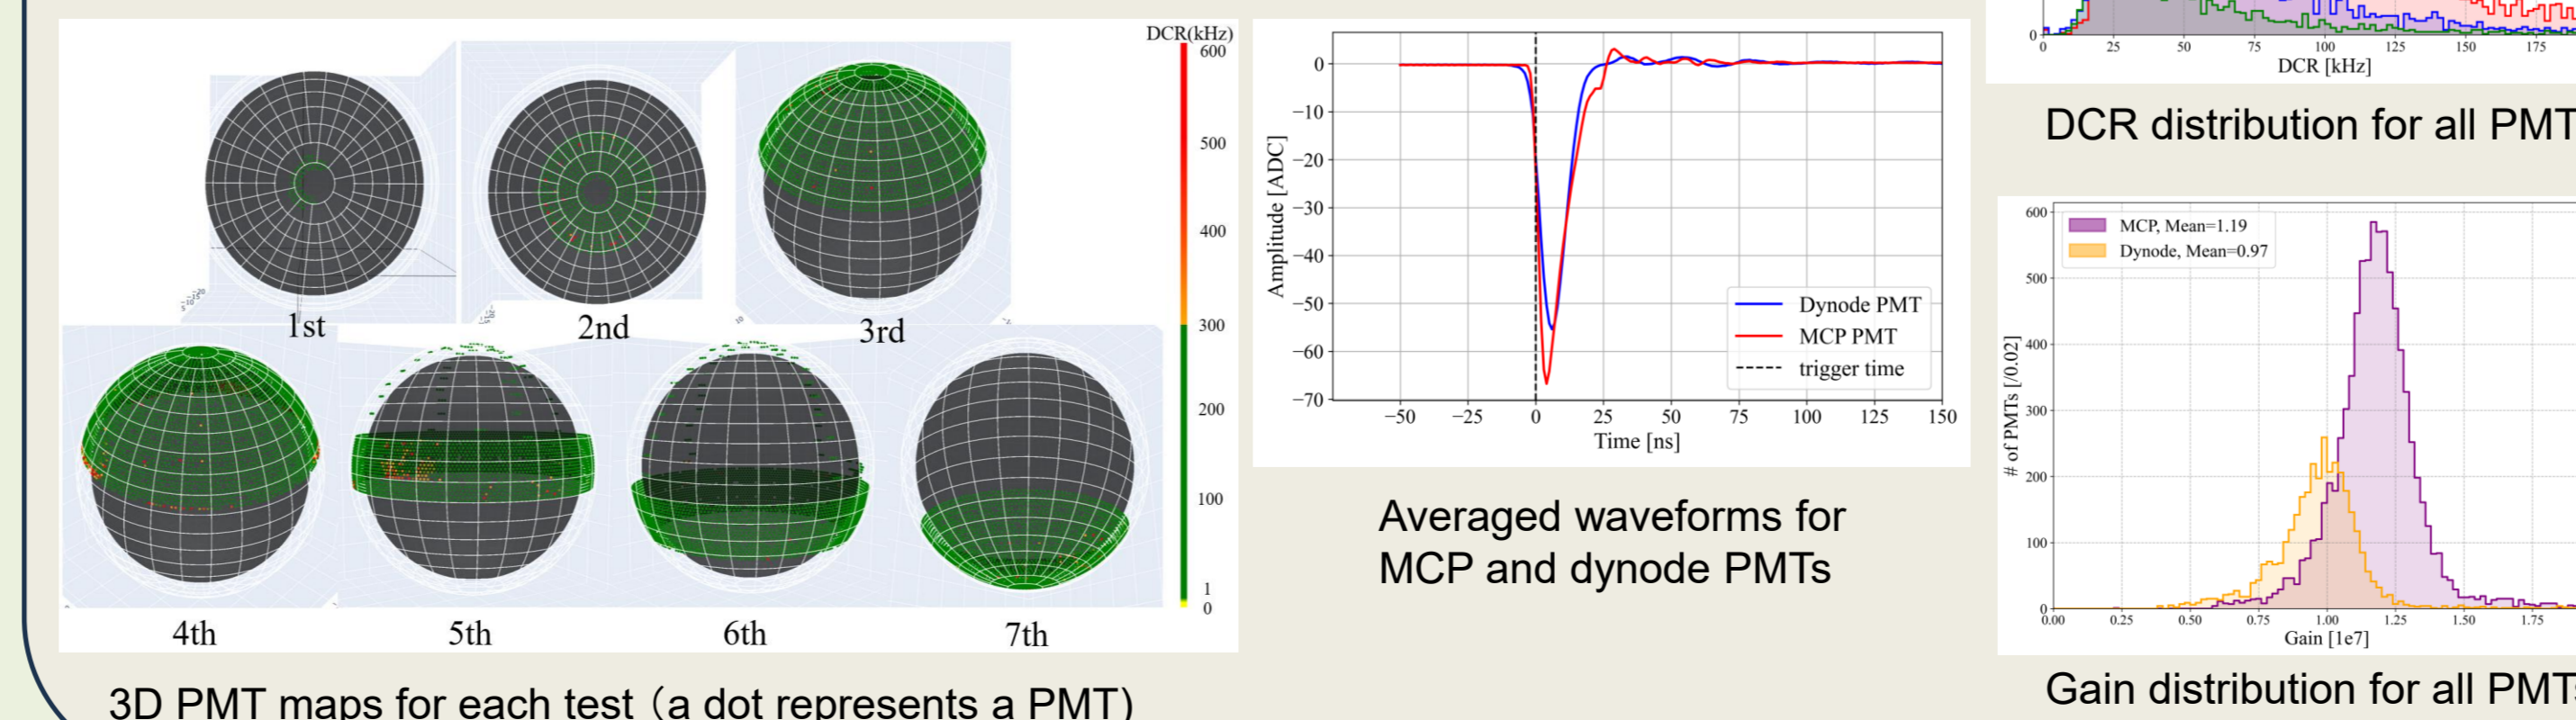 DCR(kHz)
600
500
400
300
200
100
1
0
1st
2nd
3rd
4th
5th
6th
7th
3D PMT maps for each test (a dot represents a PMT)
0
−10
−20
−30
−40
−50
−60
−70
Amplitude [ADC]
Dynode PMT
MCP PMT
trigger time
−50 −25 0 25 50 75 100 125 150
Time [ns]
Averaged waveforms for
MCP and dynode PMTs
0
0 25 50 75 100 125 150 175
DCR [kHz]
DCR distribution for all PMT
600
500
400
300
200
100
0
# of PMTs [/0.02]
MCP, Mean=1.19
Dynode, Mean=0.97
0.00 0.25 0.50 0.75 1.00 1.25 1.50 1.75
Gain [1e7]
Gain distribution for all PMTs